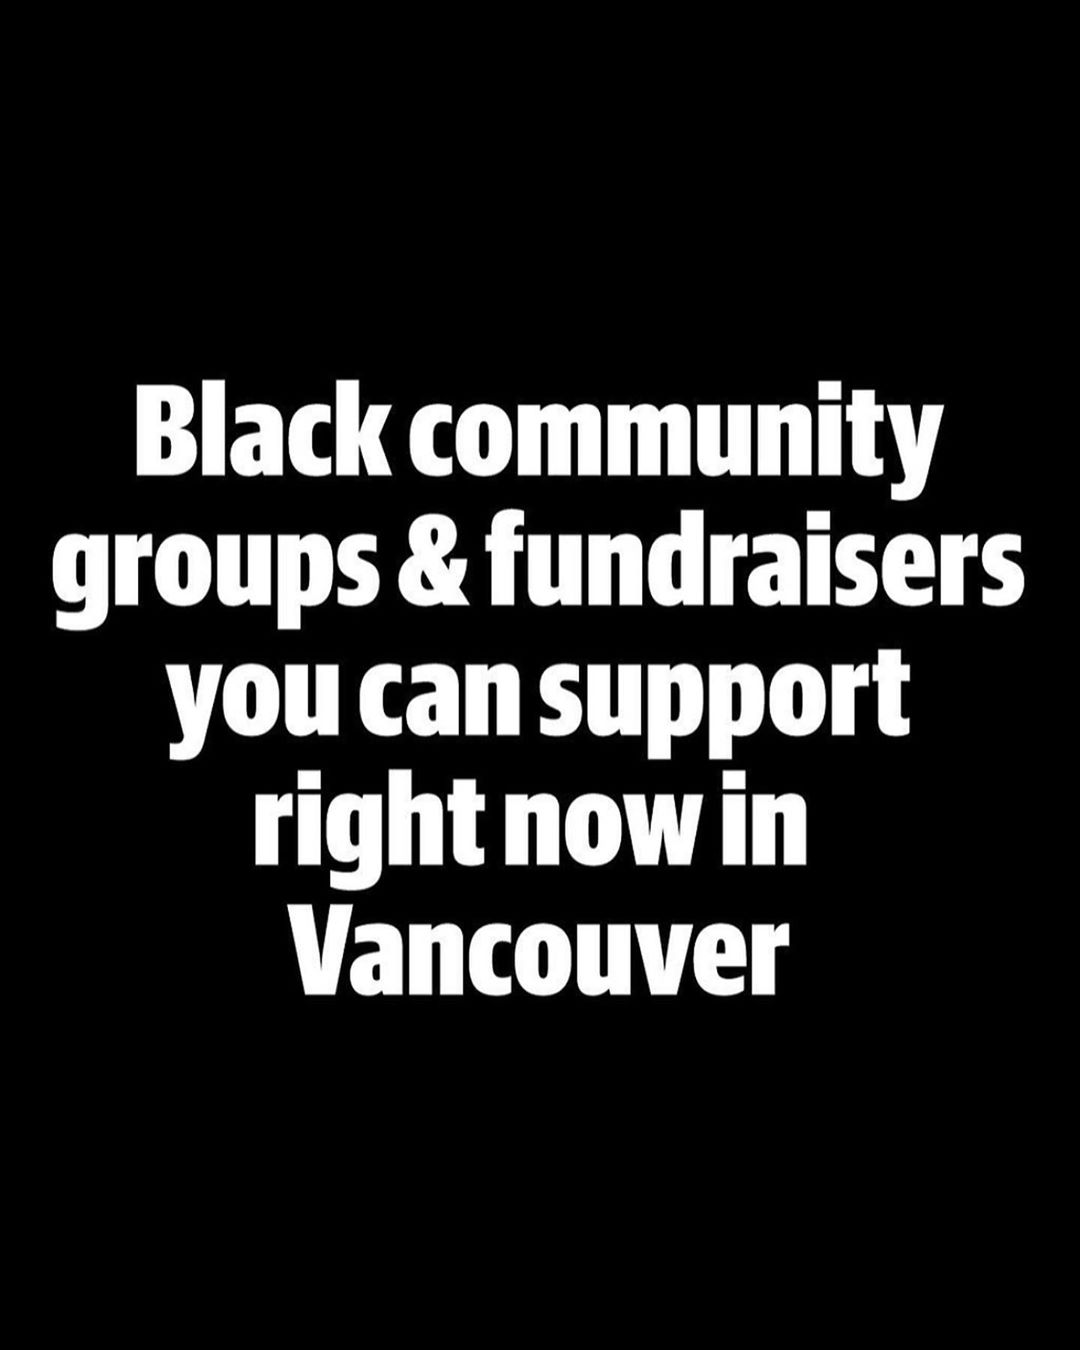 Black community
groups & fundraisers
you can support
right now in
Vancouver